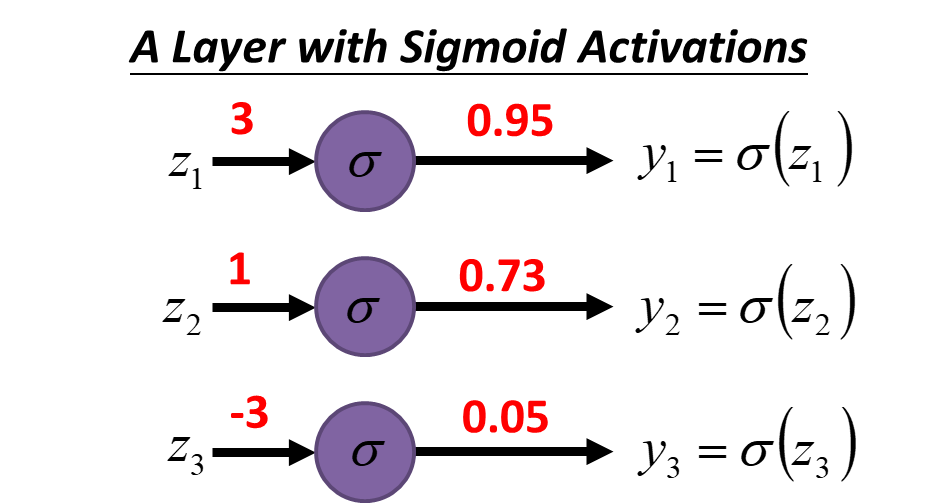 A Layer with Sigmoid Activations
z₁ 3 σ 0.95 y₁ = σ(z₁)
z₂ 1 σ 0.73 y₂ = σ(z₂)
z₃ -3 σ 0.05 y₃ = σ(z₃)